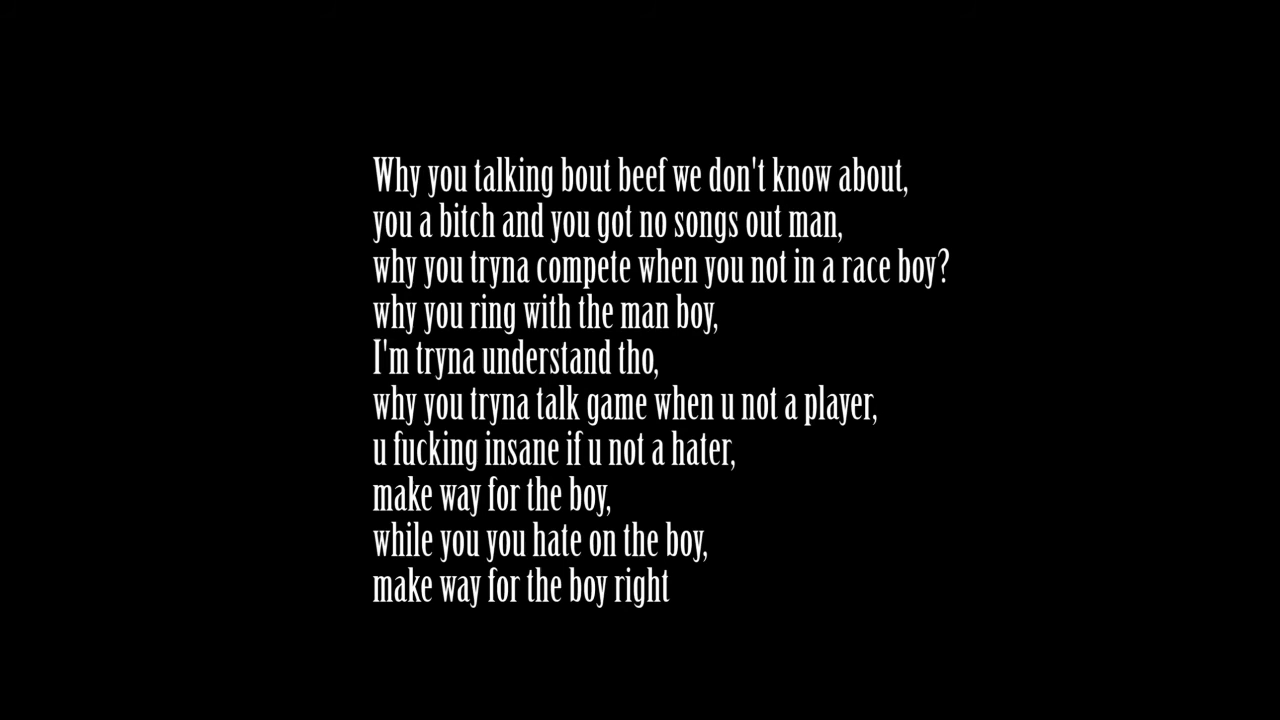 Why you talking bout beef we don't know about,
you a bitch and you got no songs out man,
why you tryna compete when you not in a race boy?
why you ring with the man boy,
I'm tryna understand tho,
why you tryna talk game when u not a player,
u fucking insane if u not a hater,
make way for the boy,
while you you hate on the boy,
make way for the boy right